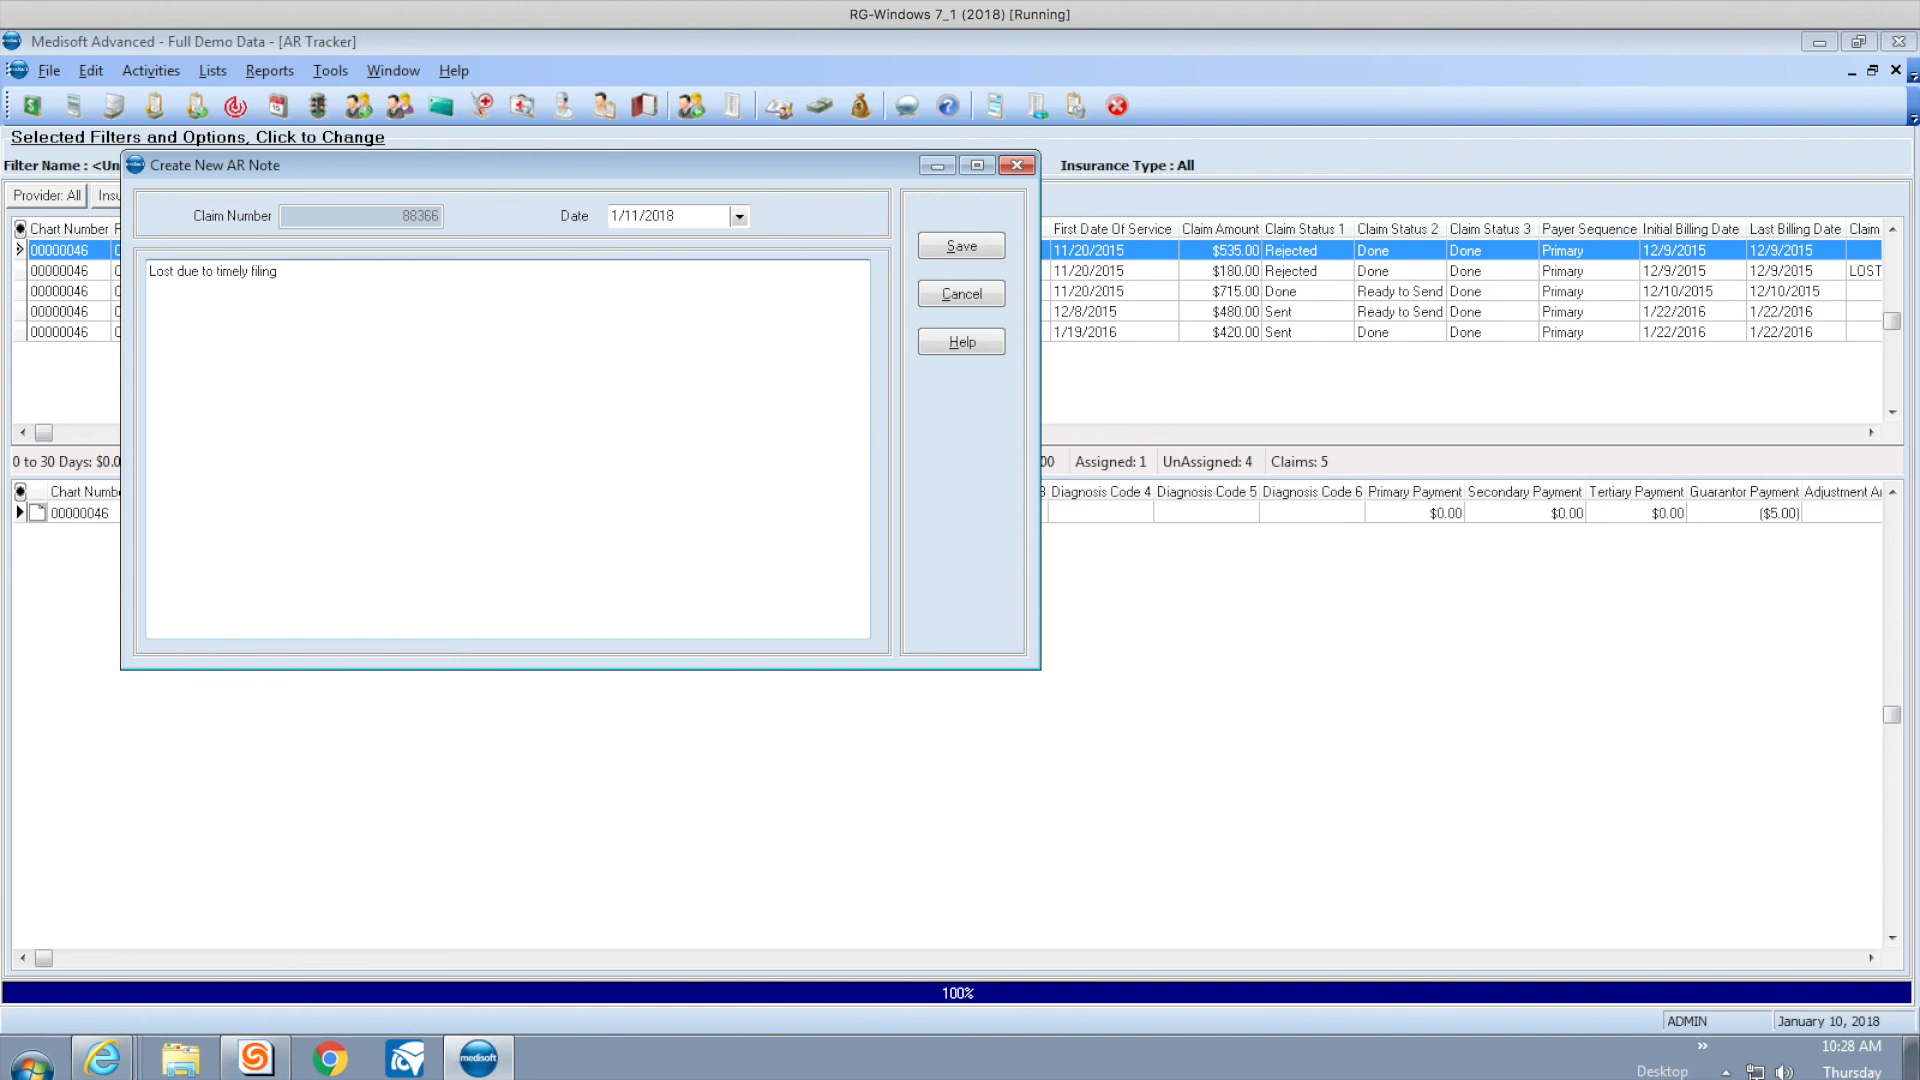 RG-Windows 7_1 (2018) [Running]
Medisoft Advanced - Full Demo Data - [AR Tracker]
File Edit Activities Lists Reports Tools Window Help
Selected Filters and Options, Click to Change
Filter Name : <Un
Insurance Type : All
Provider: All Insu
Create New AR Note
Claim Number 88366 Date 1/11/2018
Lost due to timely filing
Save
Cancel
Help
Chart Number First Date Of Service Claim Amount Claim Status 1 Claim Status 2 Claim Status 3 Payer Sequence Initial Billing Date Last Billing Date Claim
00000046 11/20/2015 $535.00 Rejected Done Done Primary 12/9/2015 12/9/2015
00000046 11/20/2015 $180.00 Rejected Done Done Primary 12/9/2015 12/9/2015 LOST
00000046 11/20/2015 $715.00 Done Ready to Send Done Primary 12/10/2015 12/10/2015
00000046 12/8/2015 $480.00 Sent Ready to Send Done Primary 1/22/2016 1/22/2016
00000046 1/19/2016 $420.00 Sent Done Done Primary 1/22/2016 1/22/2016
0 to 30 Days: $0.0 00 Assigned: 1 UnAssigned: 4 Claims: 5
Chart Numb 3 Diagnosis Code 4 Diagnosis Code 5 Diagnosis Code 6 Primary Payment Secondary Payment Tertiary Payment Guarantor Payment Adjustment A
00000046 $0.00 $0.00 $0.00 ($5.00)
100%
ADMIN January 10, 2018
medisoft
10:28 AM
Desktop
Thursday